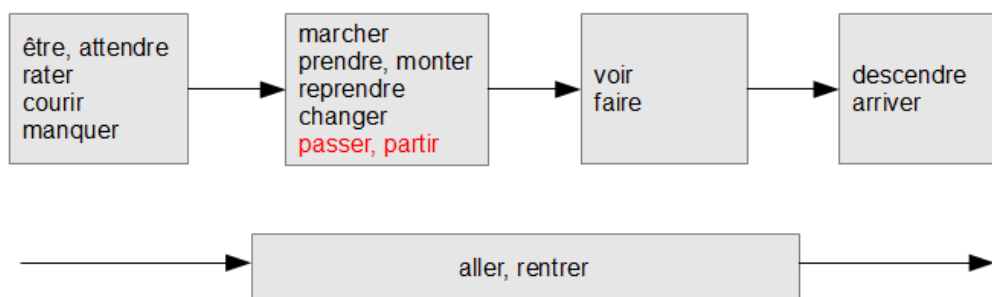 être, attendre
rater
courir
manquer
marcher
prendre, monter
reprendre
changer
passer, partir
voir
faire
descendre
arriver
aller, rentrer